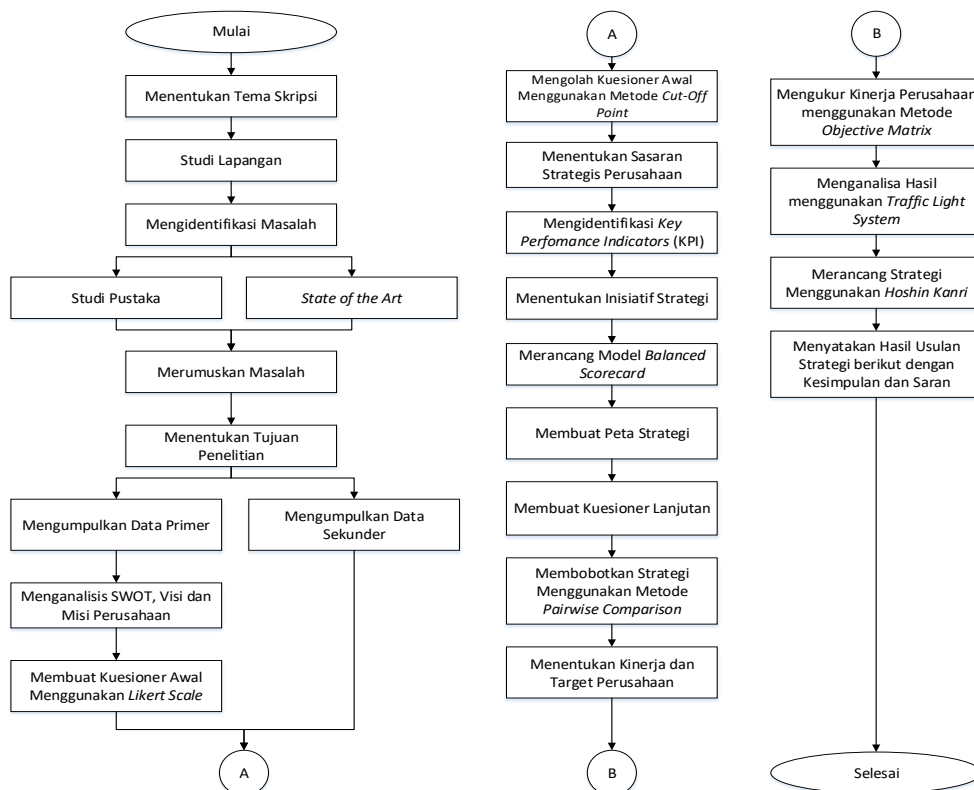 Mulai
Menentukan Tema Skripsi
Studi Lapangan
Mengidentifikasi Masalah
Studi Pustaka
State of the Art
Merumuskan Masalah
Menentukan Tujuan
Penelitian
Mengumpulkan Data Primer
Mengumpulkan Data
Sekunder
Menganalisis SWOT, Visi dan
Misi Perusahaan
Membuat Kuesioner Awal
Menggunakan Likert Scale
A
A
Mengolah Kuesioner Awal
Menggunakan Metode Cut-Off
Point
Menentukan Sasaran
Strategis Perusahaan
Mengidentifikasi Key
Perfomance Indicators (KPI)
Menentukan Inisiatif Strategi
Merancang Model Balanced
Scorecard
Membuat Peta Strategi
Membuat Kuesioner Lanjutan
Membobotkan Strategi
Menggunakan Metode
Pairwise Comparison
Menentukan Kinerja dan
Target Perusahaan
B
B
Mengukur Kinerja Perusahaan
menggunakan Metode
Objective Matrix
Menganalisa Hasil
menggunakan Traffic Light
System
Merancang Strategi
Menggunakan Hoshin Kanri
Menyatakan Hasil Usulan
Strategi berikut dengan
Kesimpulan dan Saran
Selesai